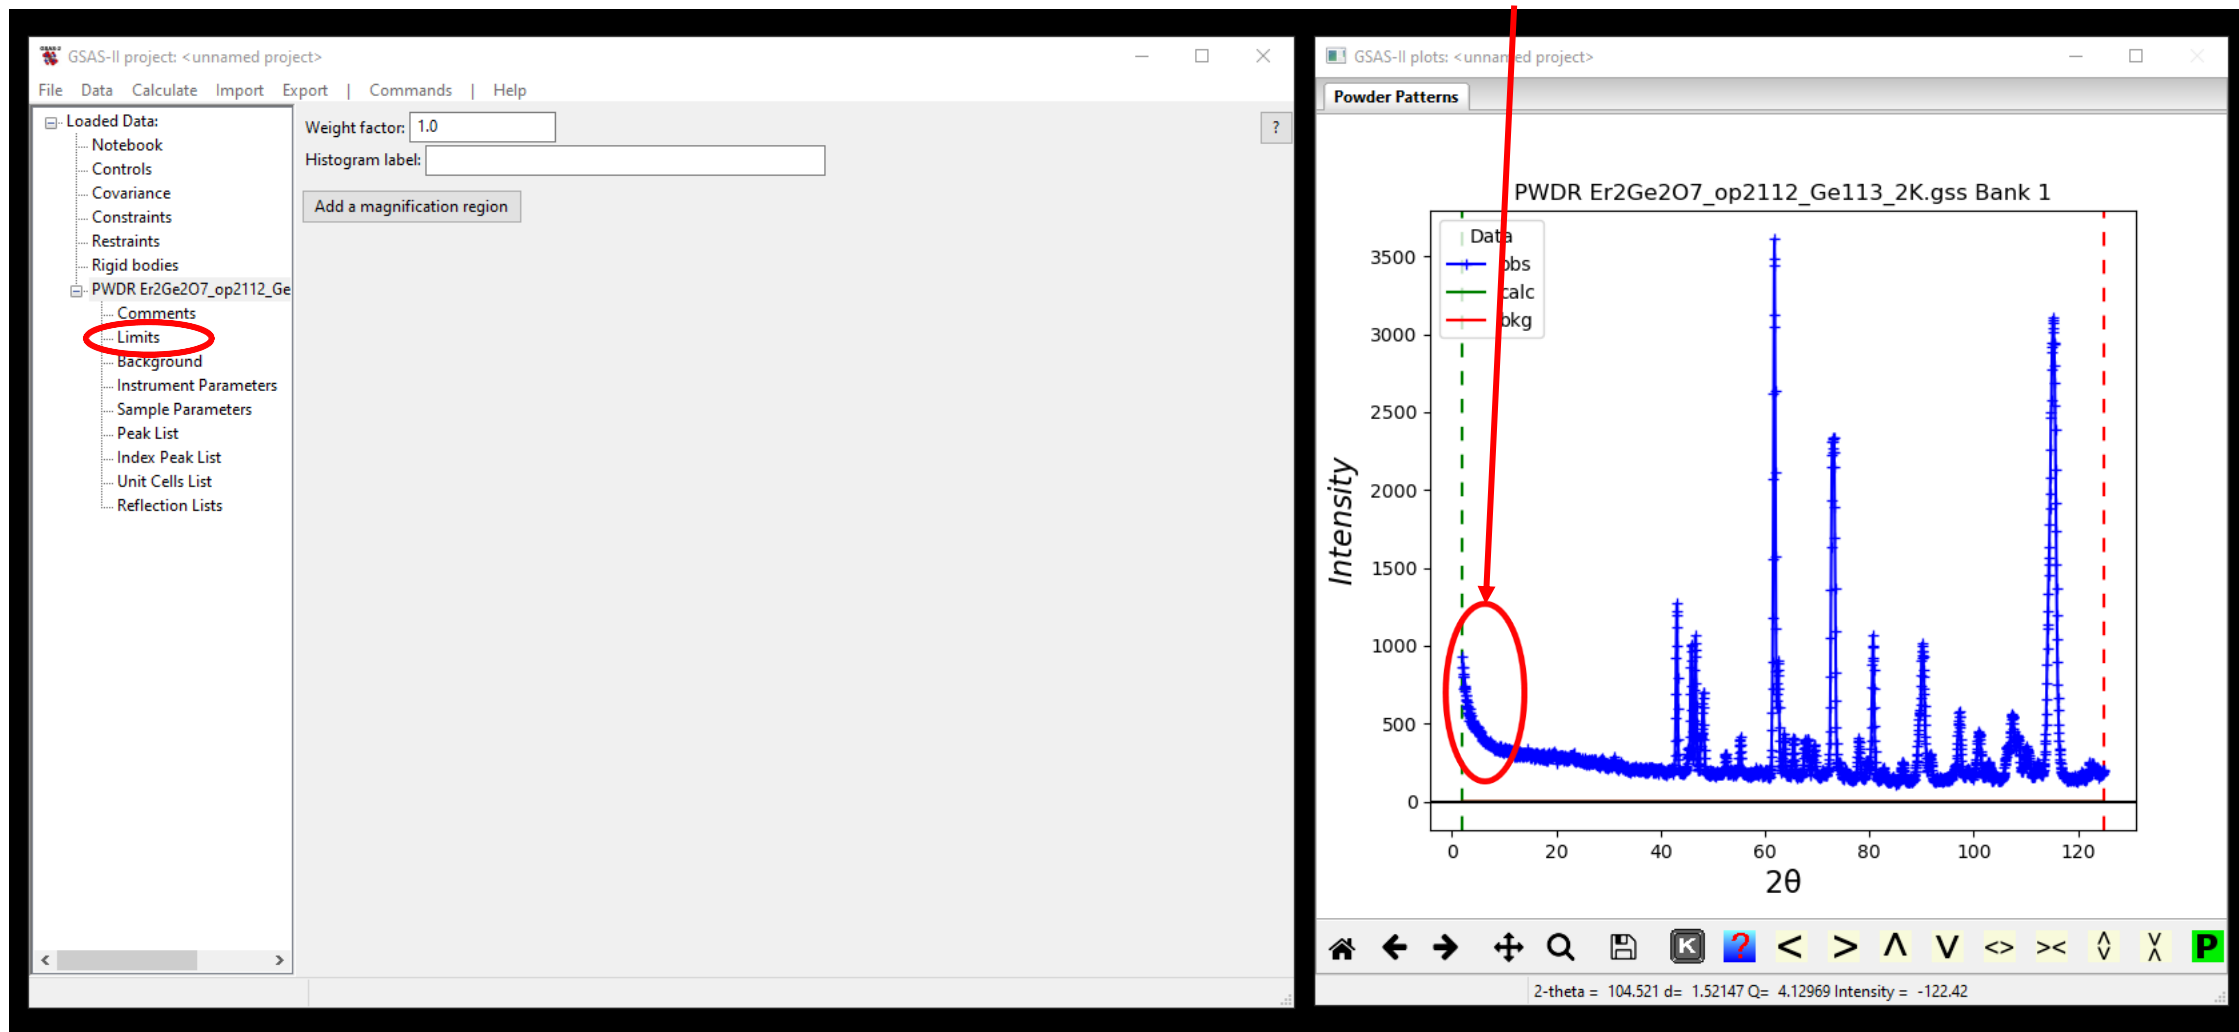 GSAS-II project: <unnamed project>
File Data Calculate Import Export | Commands | Help
Loaded Data:
Notebook
Controls
Covariance
Constraints
Restraints
Rigid bodies
PWDR Er2Ge2O7_op2112_Ge
Comments
Limits
Background
Instrument Parameters
Sample Parameters
Peak List
Index Peak List
Unit Cells List
Reflection Lists
Weight factor: 1.0
?
Histogram label:
Add a magnification region
GSAS-II plots: <unnamed project>
Powder Patterns
PWDR Er2Ge2O7_op2112_Ge113_2K.gss Bank 1
Data
obs
calc
bkg
3500
3000
2500
2000
1500
1000
500
0
Intensity
0 20 40 60 80 100 120
2θ
K ? < > Λ V <> >< P
2-theta = 104.521 d= 1.52147 Q= 4.12969 Intensity = -122.42